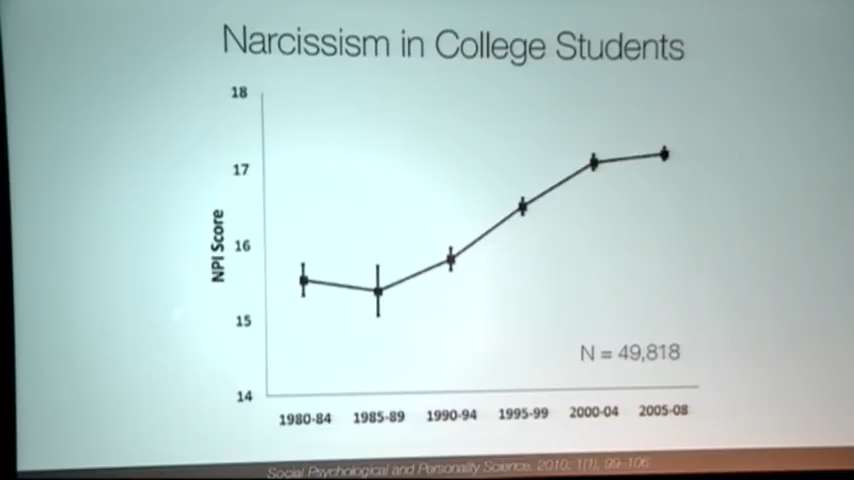 Narcissism in College Students
18
17
16
15
14
NPI Score
N = 49,818
1980-84 1985-89 1990-94 1995-99 2000-04 2005-08
Social Psychological and Personality Science, 2010; 1(1), 99-106